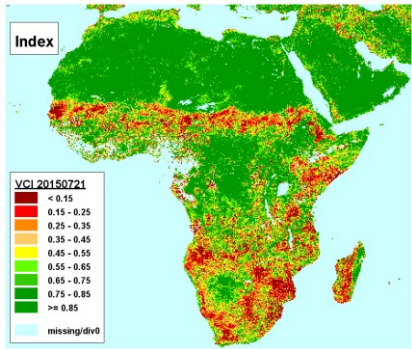 Index
VCI 20150721
< 0.15
0.15 - 0.25
0.25 - 0.35
0.35 - 0.45
0.45 - 0.55
0.55 - 0.65
0.65 - 0.75
0.75 - 0.85
>= 0.85
missing/div0